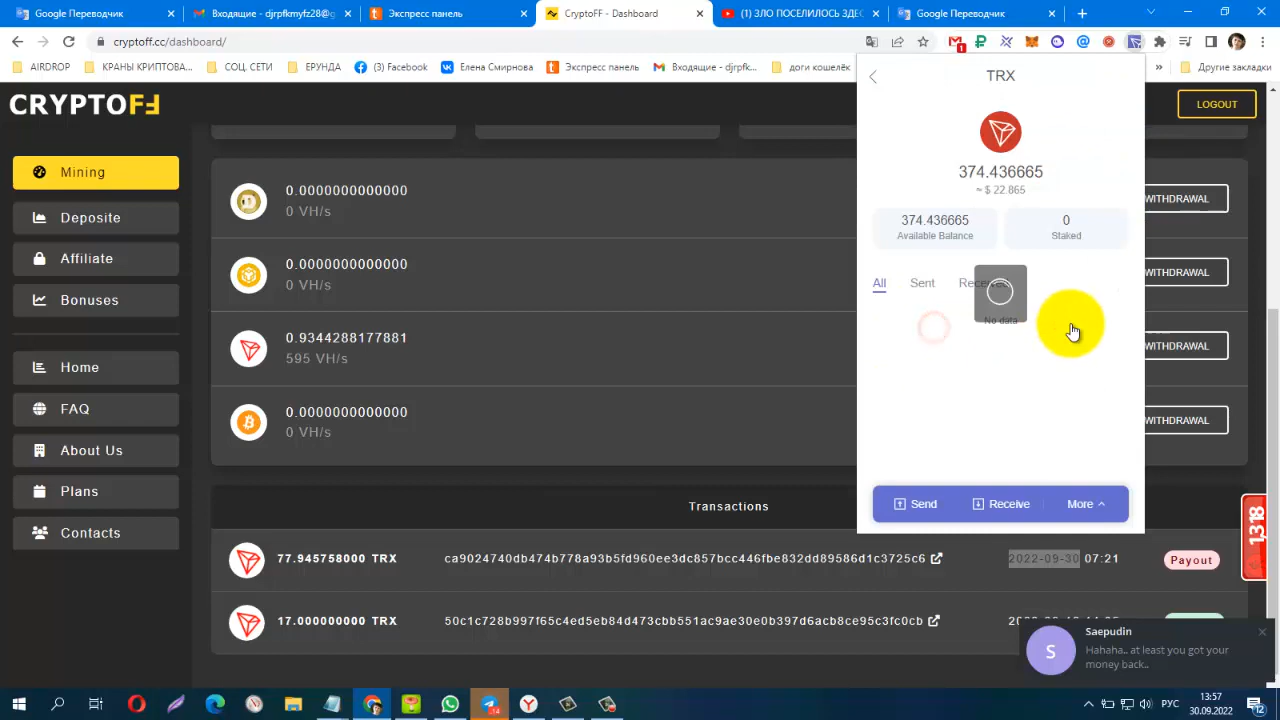 Google Переводчик
Входящие - djrpfkmyfz28@g
Экспресс панель
CryptoFF - Dashboard
(1) ЗЛО ПОСЕЛИЛОСЬ ЗДЕС
Google Переводчик
cryptoff.cc/dashboard/
AIRDROP
КРАНЫ КРИПТОВА...
СОЦ. СЕТИ
ЕРУНДА
(3) Facebook
Елена Смирнова
Экспресс панель
Входящие - djrpfk...
доги кошелёк
»
Другие закладки
CRYPTOFF
LOGOUT
Mining
Deposite
Affiliate
Bonuses
Home
FAQ
About Us
Plans
Contacts
0.0000000000000
0 VH/s
WITHDRAWAL
0.0000000000000
0 VH/s
WITHDRAWAL
0.9344288177881
595 VH/s
WITHDRAWAL
0.0000000000000
0 VH/s
WITHDRAWAL
TRX
374.436665
~ $ 22.865
374.436665
Available Balance
0
Staked
All
Sent
No data
Send
Receive
More
Transactions
77.945758000 TRX
ca9024740db474b778a93b5fd960ee3dc857bcc446fbe832dd89586d1c3725c6
2022-09-30 07:21
Payout
17.000000000 TRX
50c1c728b997f65c4ed5eb84d473cbb551ac9ae30e0b397d6acb8ce95c3fc0cb
1318
Saepudin
S
Hahaha.. at least you got your
money back..
РУС
13:57
30.09.2022